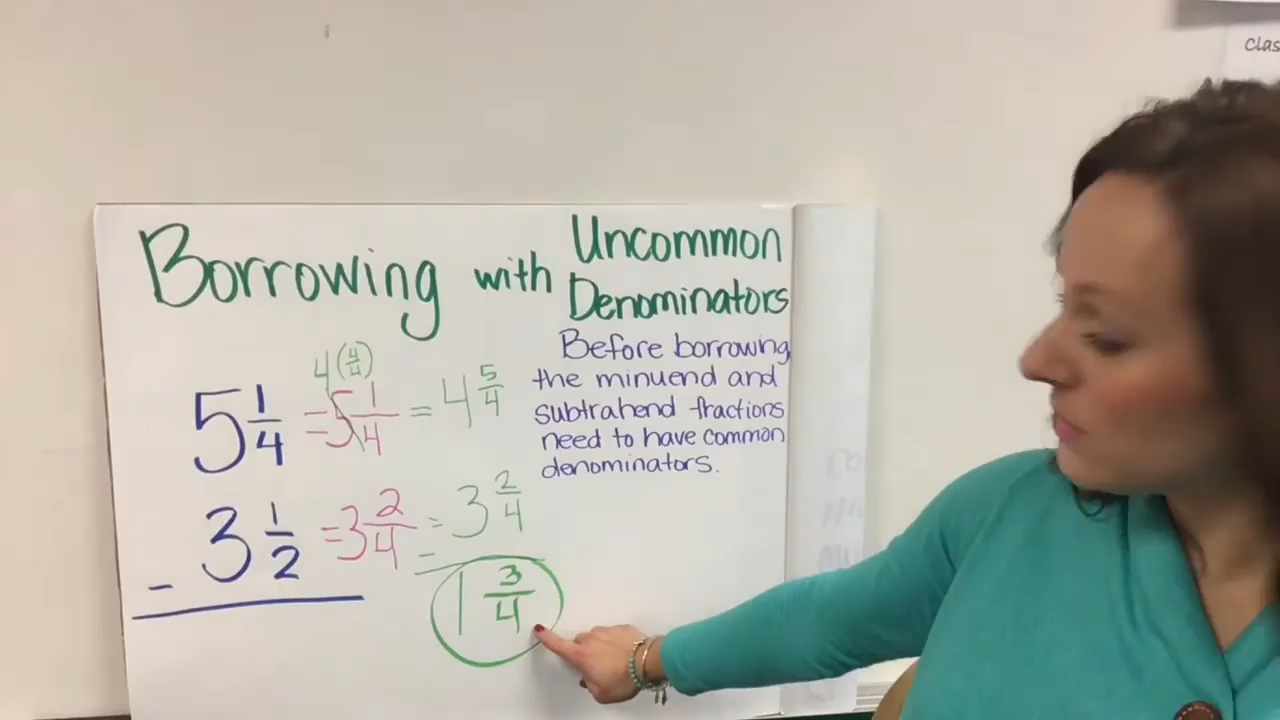 Clas
Borrowing with Uncommon Denominators
Before borrowing
the minuend and
subtrahend fractions
need to have common
denominators.
4(4/4)
5 1/4 = 5 1/4 = 4 5/4
- 3 1/2 = 3 2/4 = - 3 2/4
1 3/4